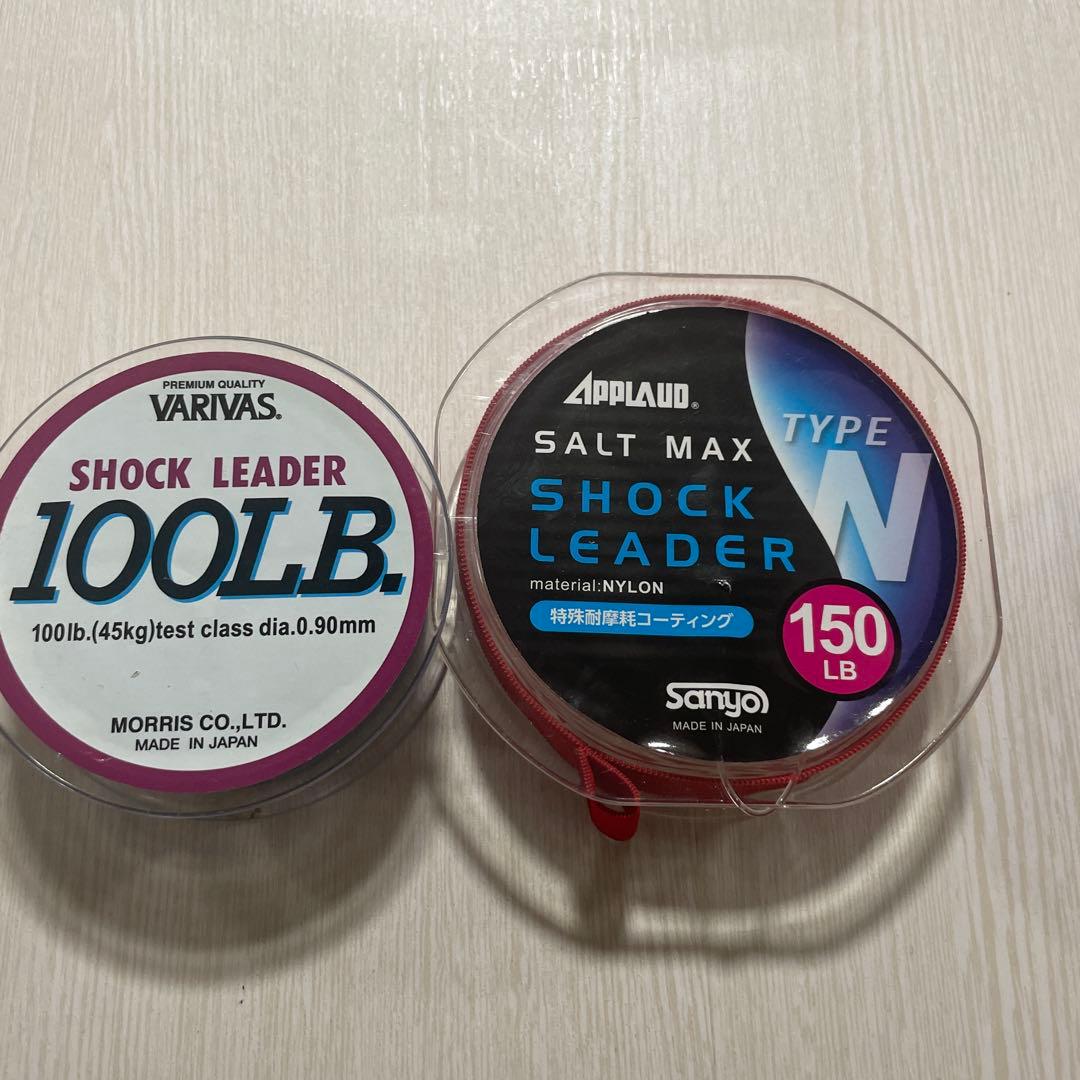 PREMIUM QUALITY
VARIVAS®
SHOCK LEADER
100LB.
100lb.(45kg)test class dia.0.90mm
MORRIS CO.,LTD.
MADE IN JAPAN
APPLAUD®
SALT MAX
SHOCK
LEADER
material:NYLON
特殊耐摩耗コーティング
TYPE
N
150
LB
Sanyo
MADE IN JAPAN